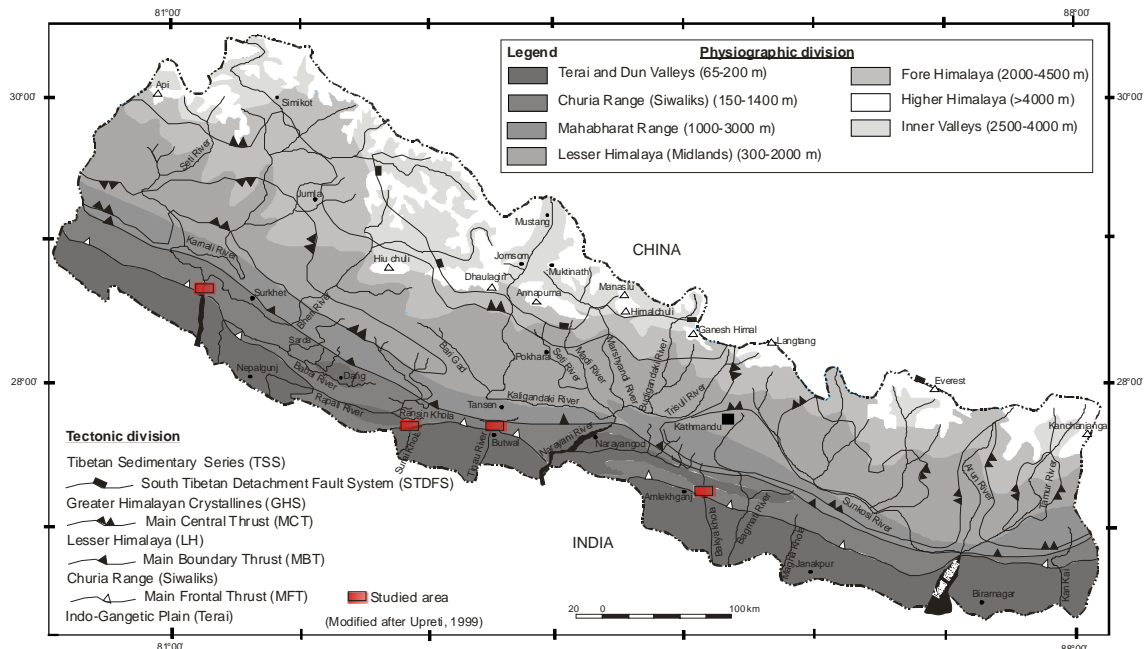 81°00' 88°00'
Legend Physiographic division
Terai and Dun Valleys (65-200 m)
Churia Range (Siwaliks) (150-1400 m)
Mahabharat Range (1000-3000 m)
Lesser Himalaya (Midlands) (300-2000 m)
Fore Himalaya (2000-4500 m)
Higher Himalaya (>4000 m)
Inner Valleys (2500-4000 m)
30°00' 30°00'
Api
Simikot
Seti River
Jumla
Mustang
CHINA
Karnali River
Hiu chuli
Jomsom
Muktinath
Dhaulagiri
Annapurna
Manaslu
Himalchuli
Surkhet
Bheri River
Ganesh Himal
Langtang
Sarda
Babai River
Dang
Nepalgunj
Bari Gad
Pokhara
Seti River
Madi River
Marshyandi River
Budigandaki River
Trisuli River
28°00' 28°00'
Everest
Kanchanjanga
Rapati River
Ransin Khola
Tansen
Kaligandaki River
Kathmandu
Surai Khola
Tinau River
Butwal
Narayani River
Narayangod
Amlekhganj
Bakya khola
Bagmati River
Sunkosi River
Arun River
Tamur River
INDIA
Janakpur
Biramagar
Kan Kai
Tectonic division
Tibetan Sedimentary Series (TSS)
South Tibetan Detachment Fault System (STDFS)
Greater Himalayan Crystallines (GHS)
Main Central Thrust (MCT)
Lesser Himalaya (LH)
Main Boundary Thrust (MBT)
Churia Range (Siwaliks)
Main Frontal Thrust (MFT)
Indo-Gangetic Plain (Terai)
Studied area
(Modified after Upreti, 1999)
20 0 100 km
81°00' 88°00'